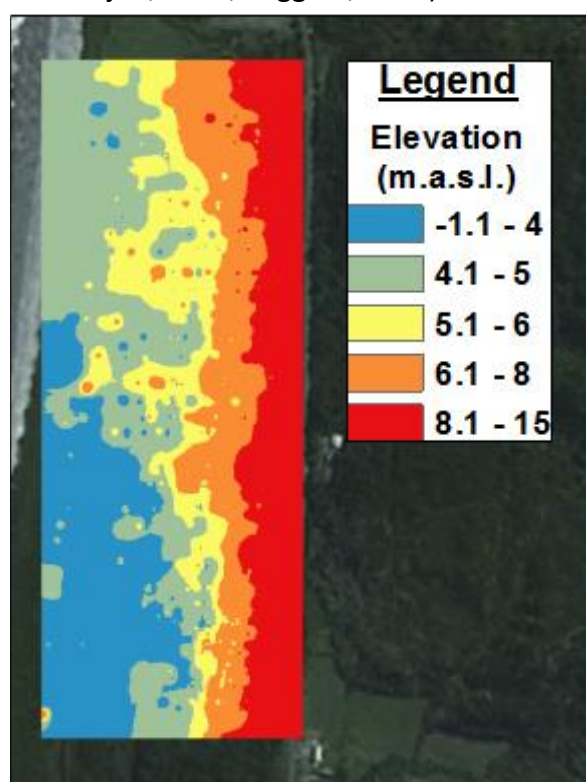 Legend
Elevation
(m.a.s.l.)
-1.1 - 4
4.1 - 5
5.1 - 6
6.1 - 8
8.1 - 15